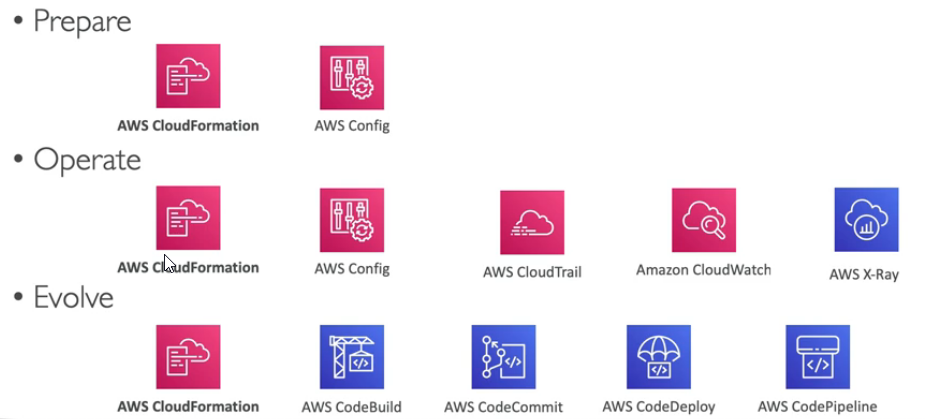 • Prepare
AWS CloudFormation AWS Config
• Operate
AWS CloudFormation AWS Config AWS CloudTrail Amazon CloudWatch AWS X-Ray
• Evolve
AWS CloudFormation AWS CodeBuild AWS CodeCommit AWS CodeDeploy AWS CodePipeline